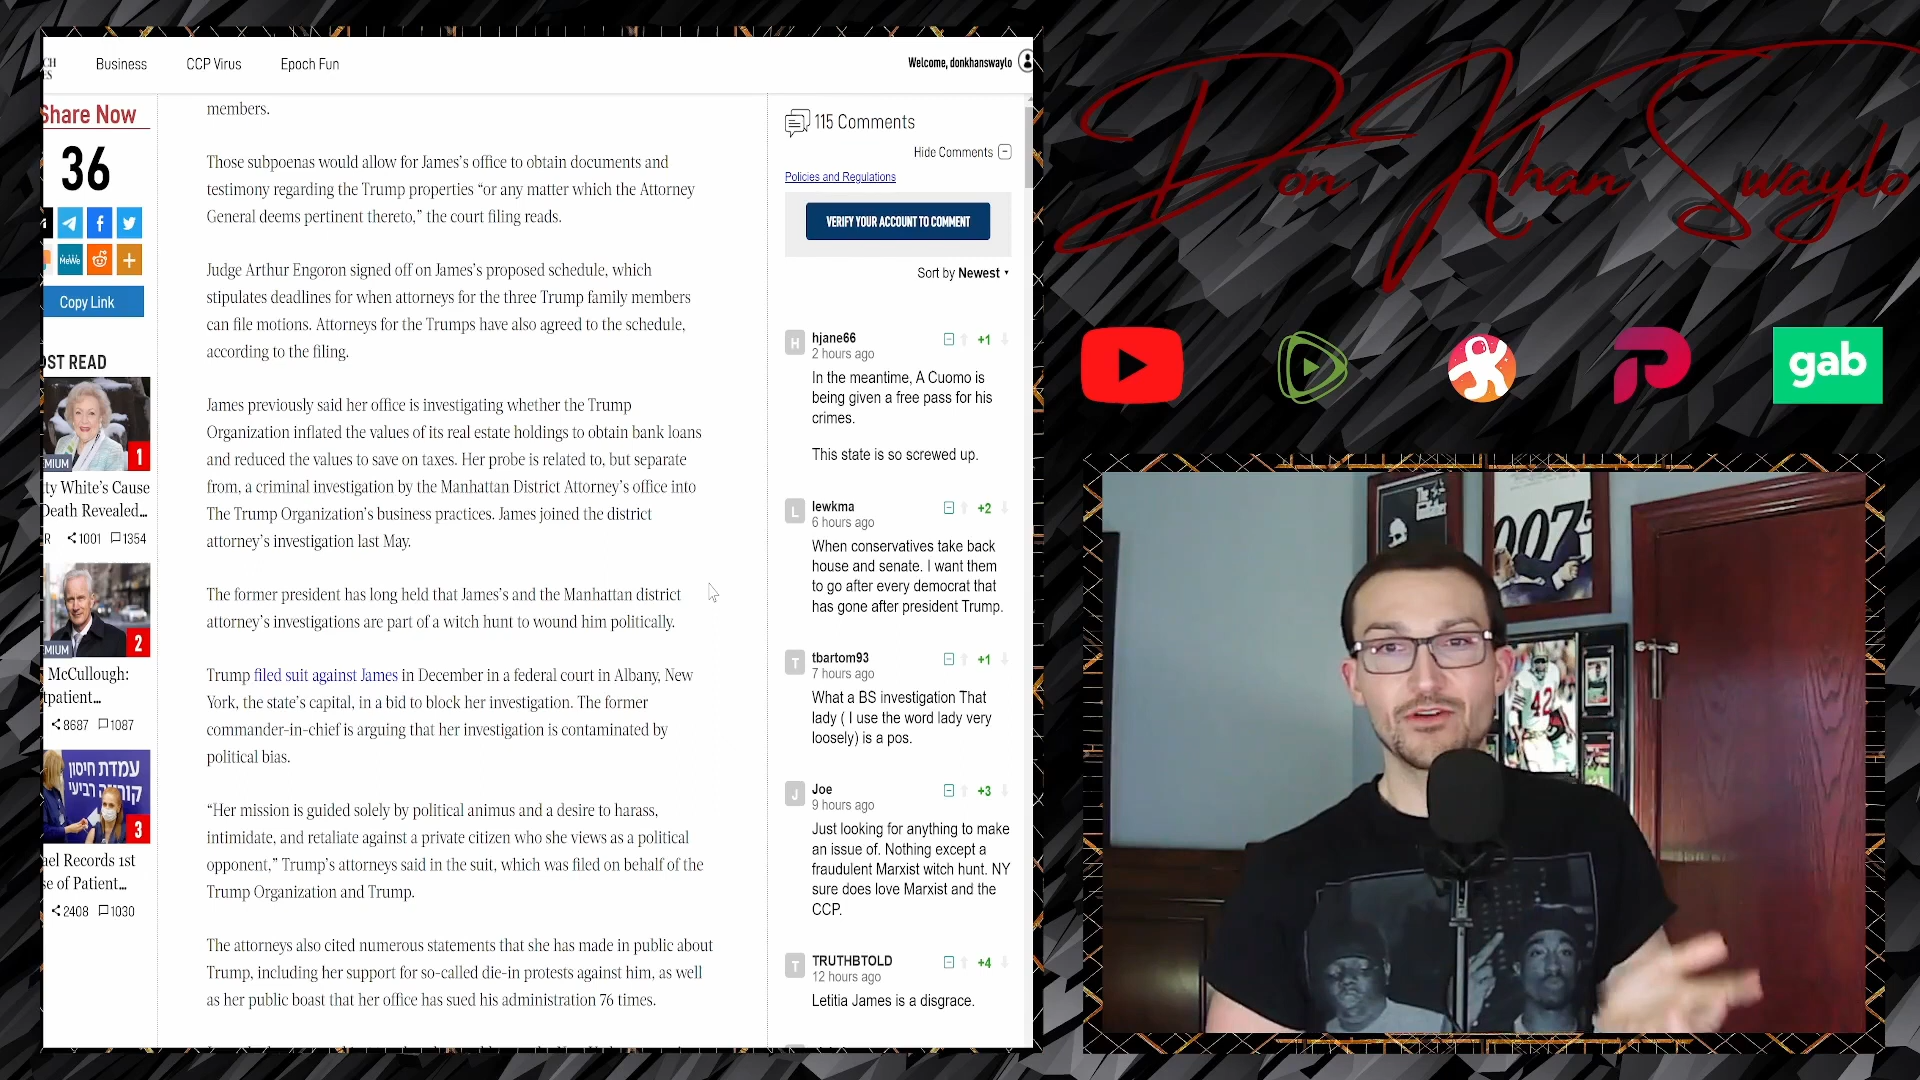 CH
ES
Business
CCP Virus
Epoch Fun
Welcome, donkhanswaylo
Share Now
36
MeWe
Copy Link
OST READ
MIUM
1
ty White's Cause
Death Revealed...
R 1001 1354
MIUM
2
McCullough:
tpatient...
8687 1087
עמדת חיסון
3
ael Records 1st
se of Patient...
2408 1030
members.
Those subpoenas would allow for James's office to obtain documents and
testimony regarding the Trump properties “or any matter which the Attorney
General deems pertinent thereto,” the court filing reads.
Judge Arthur Engoron signed off on James's proposed schedule, which
stipulates deadlines for when attorneys for the three Trump family members
can file motions. Attorneys for the Trumps have also agreed to the schedule,
according to the filing.
James previously said her office is investigating whether the Trump
Organization inflated the values of its real estate holdings to obtain bank loans
and reduced the values to save on taxes. Her probe is related to, but separate
from, a criminal investigation by the Manhattan District Attorney's office into
The Trump Organization's business practices. James joined the district
attorney's investigation last May.
The former president has long held that James's and the Manhattan district
attorney's investigations are part of a witch hunt to wound him politically.
Trump filed suit against James in December in a federal court in Albany, New
York, the state's capital, in a bid to block her investigation. The former
commander-in-chief is arguing that her investigation is contaminated by
political bias.
“Her mission is guided solely by political animus and a desire to harass,
intimidate, and retaliate against a private citizen who she views as a political
opponent,” Trump's attorneys said in the suit, which was filed on behalf of the
Trump Organization and Trump.
The attorneys also cited numerous statements that she has made in public about
Trump, including her support for so-called die-in protests against him, as well
as her public boast that her office has sued his administration 76 times.
115 Comments
Hide Comments
Policies and Regulations
VERIFY YOUR ACCOUNT TO COMMENT
Sort by Newest
H hjane66 +1
2 hours ago
In the meantime, A Cuomo is
being given a free pass for his
crimes.
This state is so screwed up.
L lewkma +2
6 hours ago
When conservatives take back
house and senate. I want them
to go after every democrat that
has gone after president Trump.
T tbartom93 +1
7 hours ago
What a BS investigation That
lady ( I use the word lady very
loosely) is a pos.
J Joe +3
9 hours ago
Just looking for anything to make
an issue of. Nothing except a
fraudulent Marxist witch hunt. NY
sure does love Marxist and the
CCP.
T TRUTHBTOLD +4
12 hours ago
Letitia James is a disgrace.
Don Khan Swaylo
gab
007
42